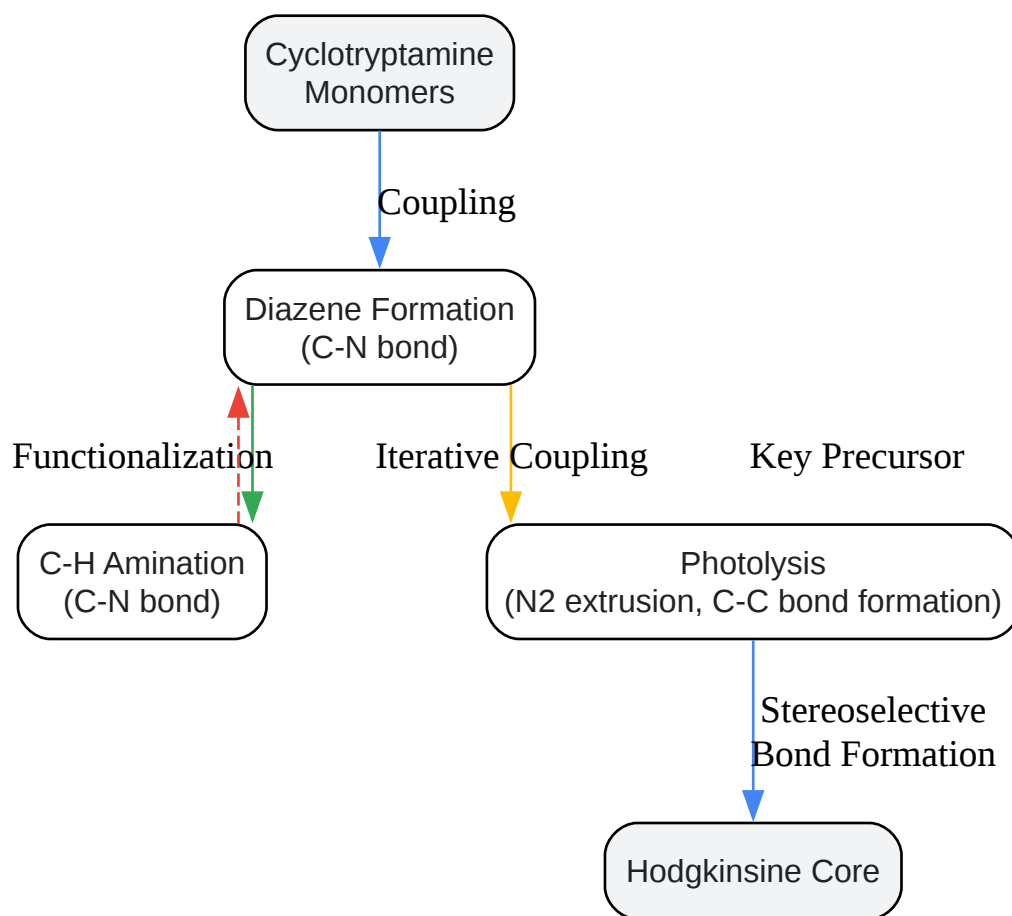 Cyclotryptamine
Monomers
Coupling
Diazene Formation
(C-N bond)
Functionalization
Iterative Coupling
Key Precursor
C-H Amination
(C-N bond)
Photolysis
(N2 extrusion, C-C bond formation)
Stereoselective
Bond Formation
Hodgkinsine Core